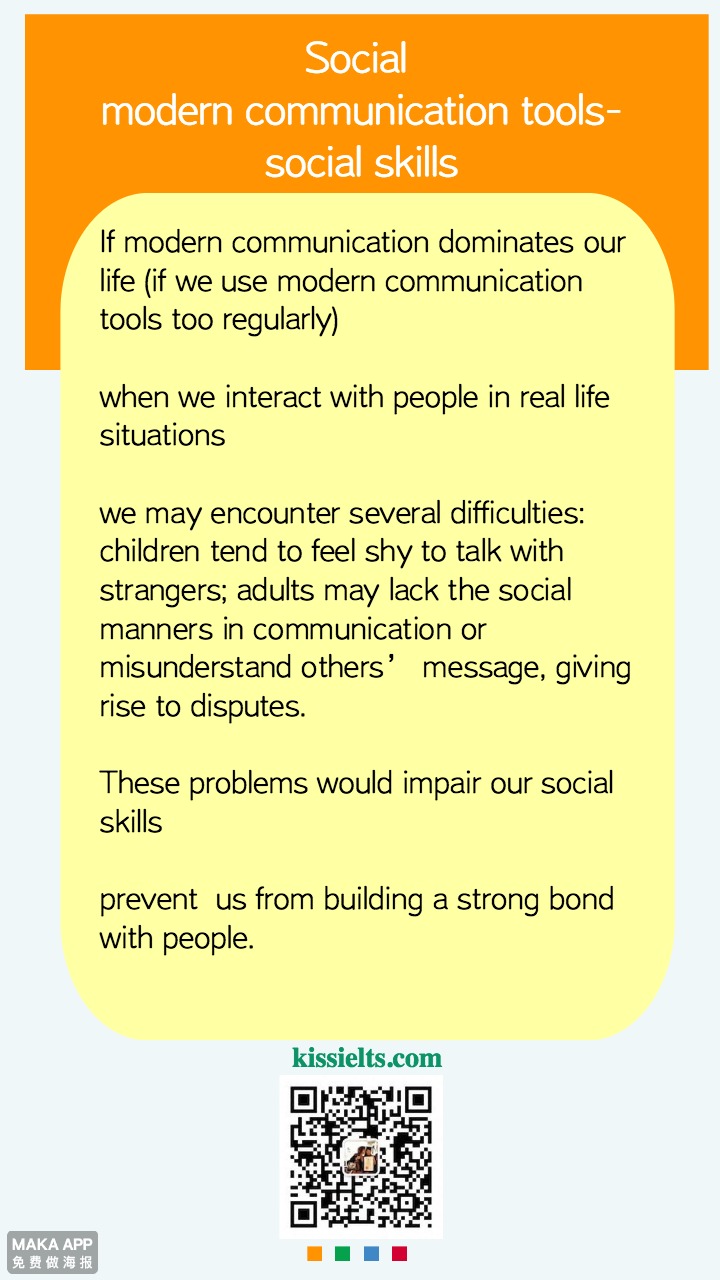 Social
modern communication tools-
social skills
If modern communication dominates our
life (if we use modern communication
tools too regularly)
when we interact with people in real life
situations
we may encounter several difficulties:
children tend to feel shy to talk with
strangers; adults may lack the social
manners in communication or
misunderstand others’ message, giving
rise to disputes.
These problems would impair our social
skills
prevent us from building a strong bond
with people.
kissielts.com
MAKA APP
免费做海报